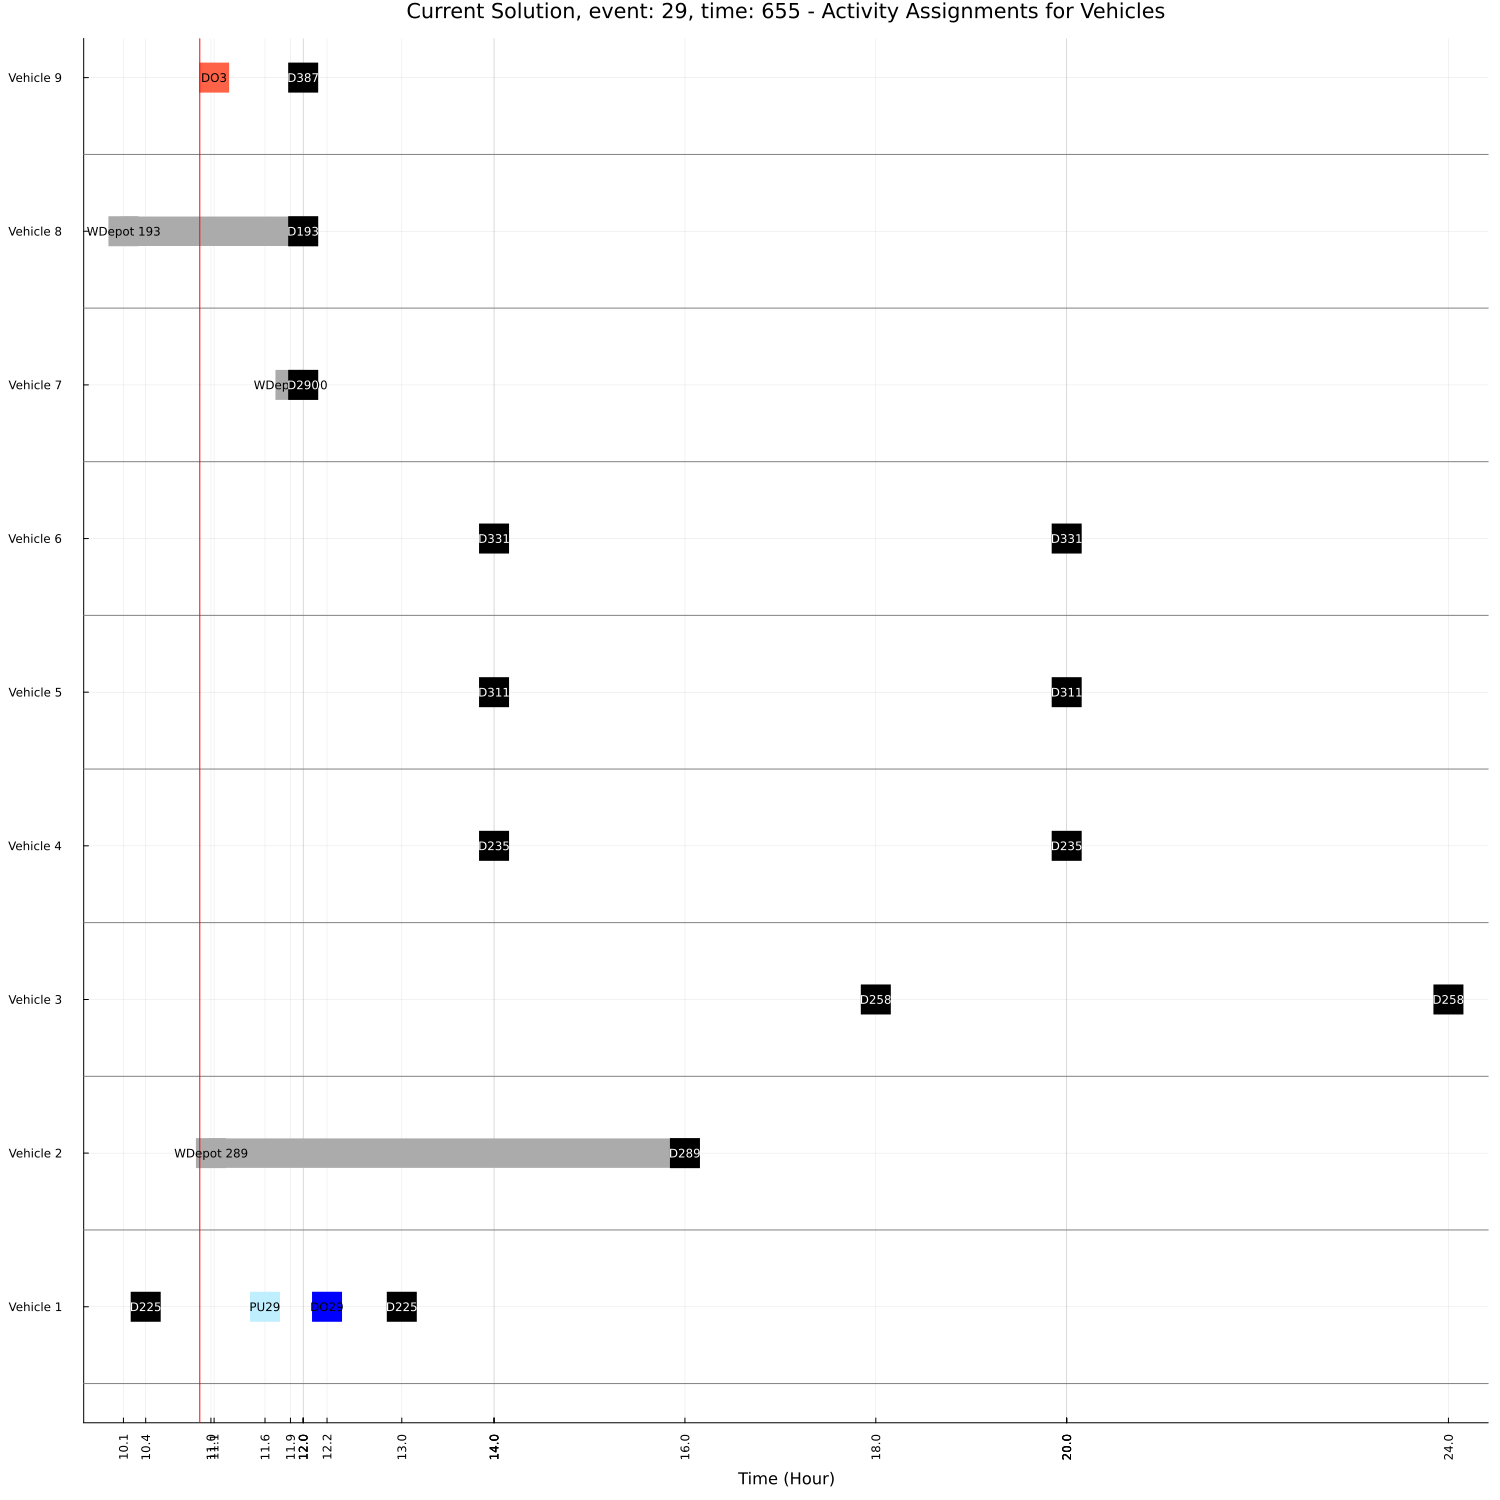 Current Solution, event: 29, time: 655 - Activity Assignments for Vehicles
Vehicle 9
DO3
D387
Vehicle 8
WDepot 193
D193
Vehicle 7
D290
Vehicle 6
D331
D331
Vehicle 5
D311
D311
Vehicle 4
D235
D235
Vehicle 3
D258
D258
Vehicle 2
WDepot 289
D289
Vehicle 1
D225
PU29
DO29
D225
10.1
10.4
11.1
11.6
11.9
12.0
12.2
13.0
14.0
16.0
18.0
20.0
24.0
Time (Hour)